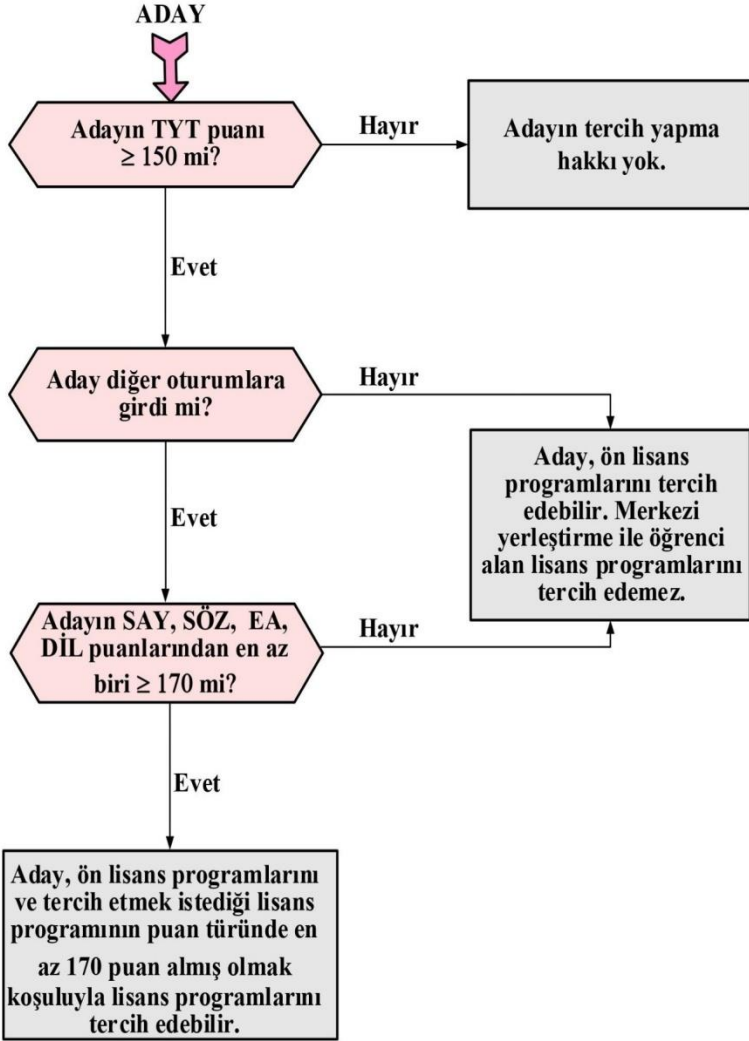 ADAY
Adayın TYT puanı
≥ 150 mi?
Hayır
Adayın tercih yapma
hakkı yok.
Evet
Aday diğer oturumlara
girdi mi?
Hayır
Aday, ön lisans
programlarını tercih
edebilir. Merkezi
yerleştirme ile öğrenci
alan lisans programlarını
tercih edemez.
Evet
Adayın SAY, SÖZ, EA,
DİL puanlarından en az
biri ≥ 170 mi?
Hayır
Evet
Aday, ön lisans programlarını
ve tercih etmek istediği lisans
programının puan türünde en
az 170 puan almış olmak
koşuluyla lisans programlarını
tercih edebilir.